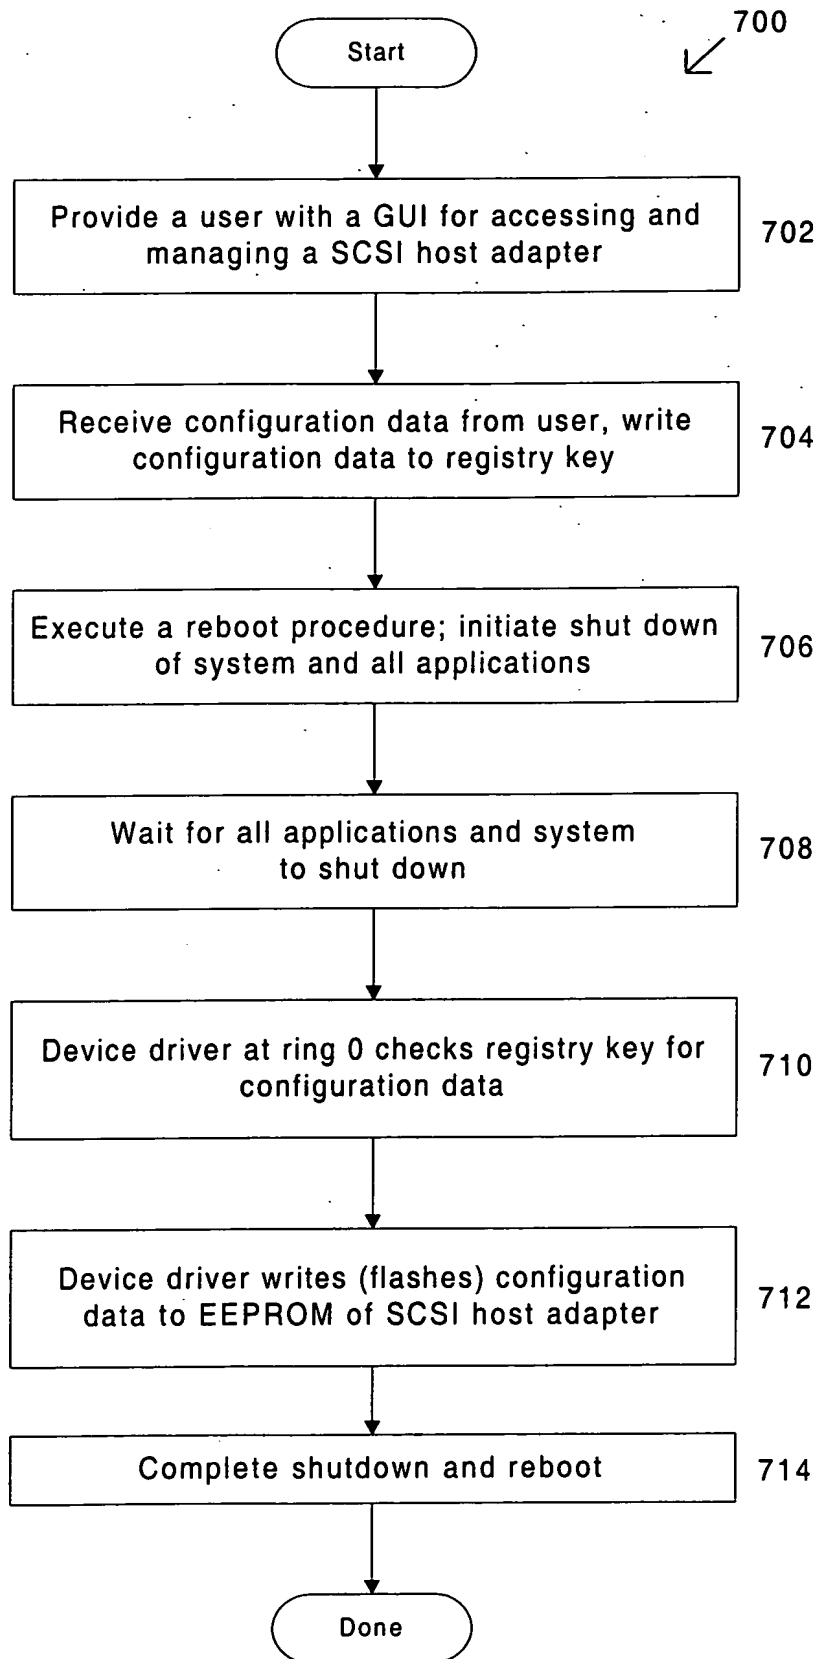 700
Start
Provide a user with a GUI for accessing and
managing a SCSI host adapter
702
Receive configuration data from user, write
configuration data to registry key
704
Execute a reboot procedure; initiate shut down
of system and all applications
706
Wait for all applications and system
to shut down
708
Device driver at ring 0 checks registry key for
configuration data
710
Device driver writes (flashes) configuration
data to EEPROM of SCSI host adapter
712
Complete shutdown and reboot
714
Done